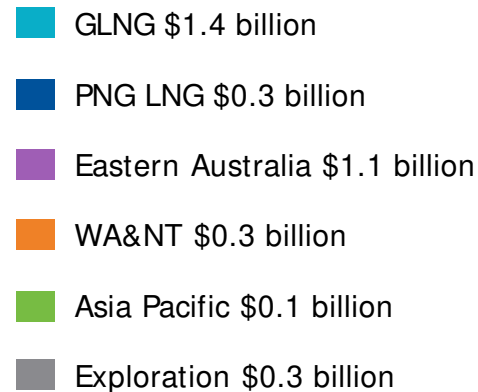 GLNG $1.4 billion
PNG LNG $0.3 billion
Eastern Australia $1.1 billion
WA&NT $0.3 billion
Asia Pacific $0.1 billion
Exploration $0.3 billion